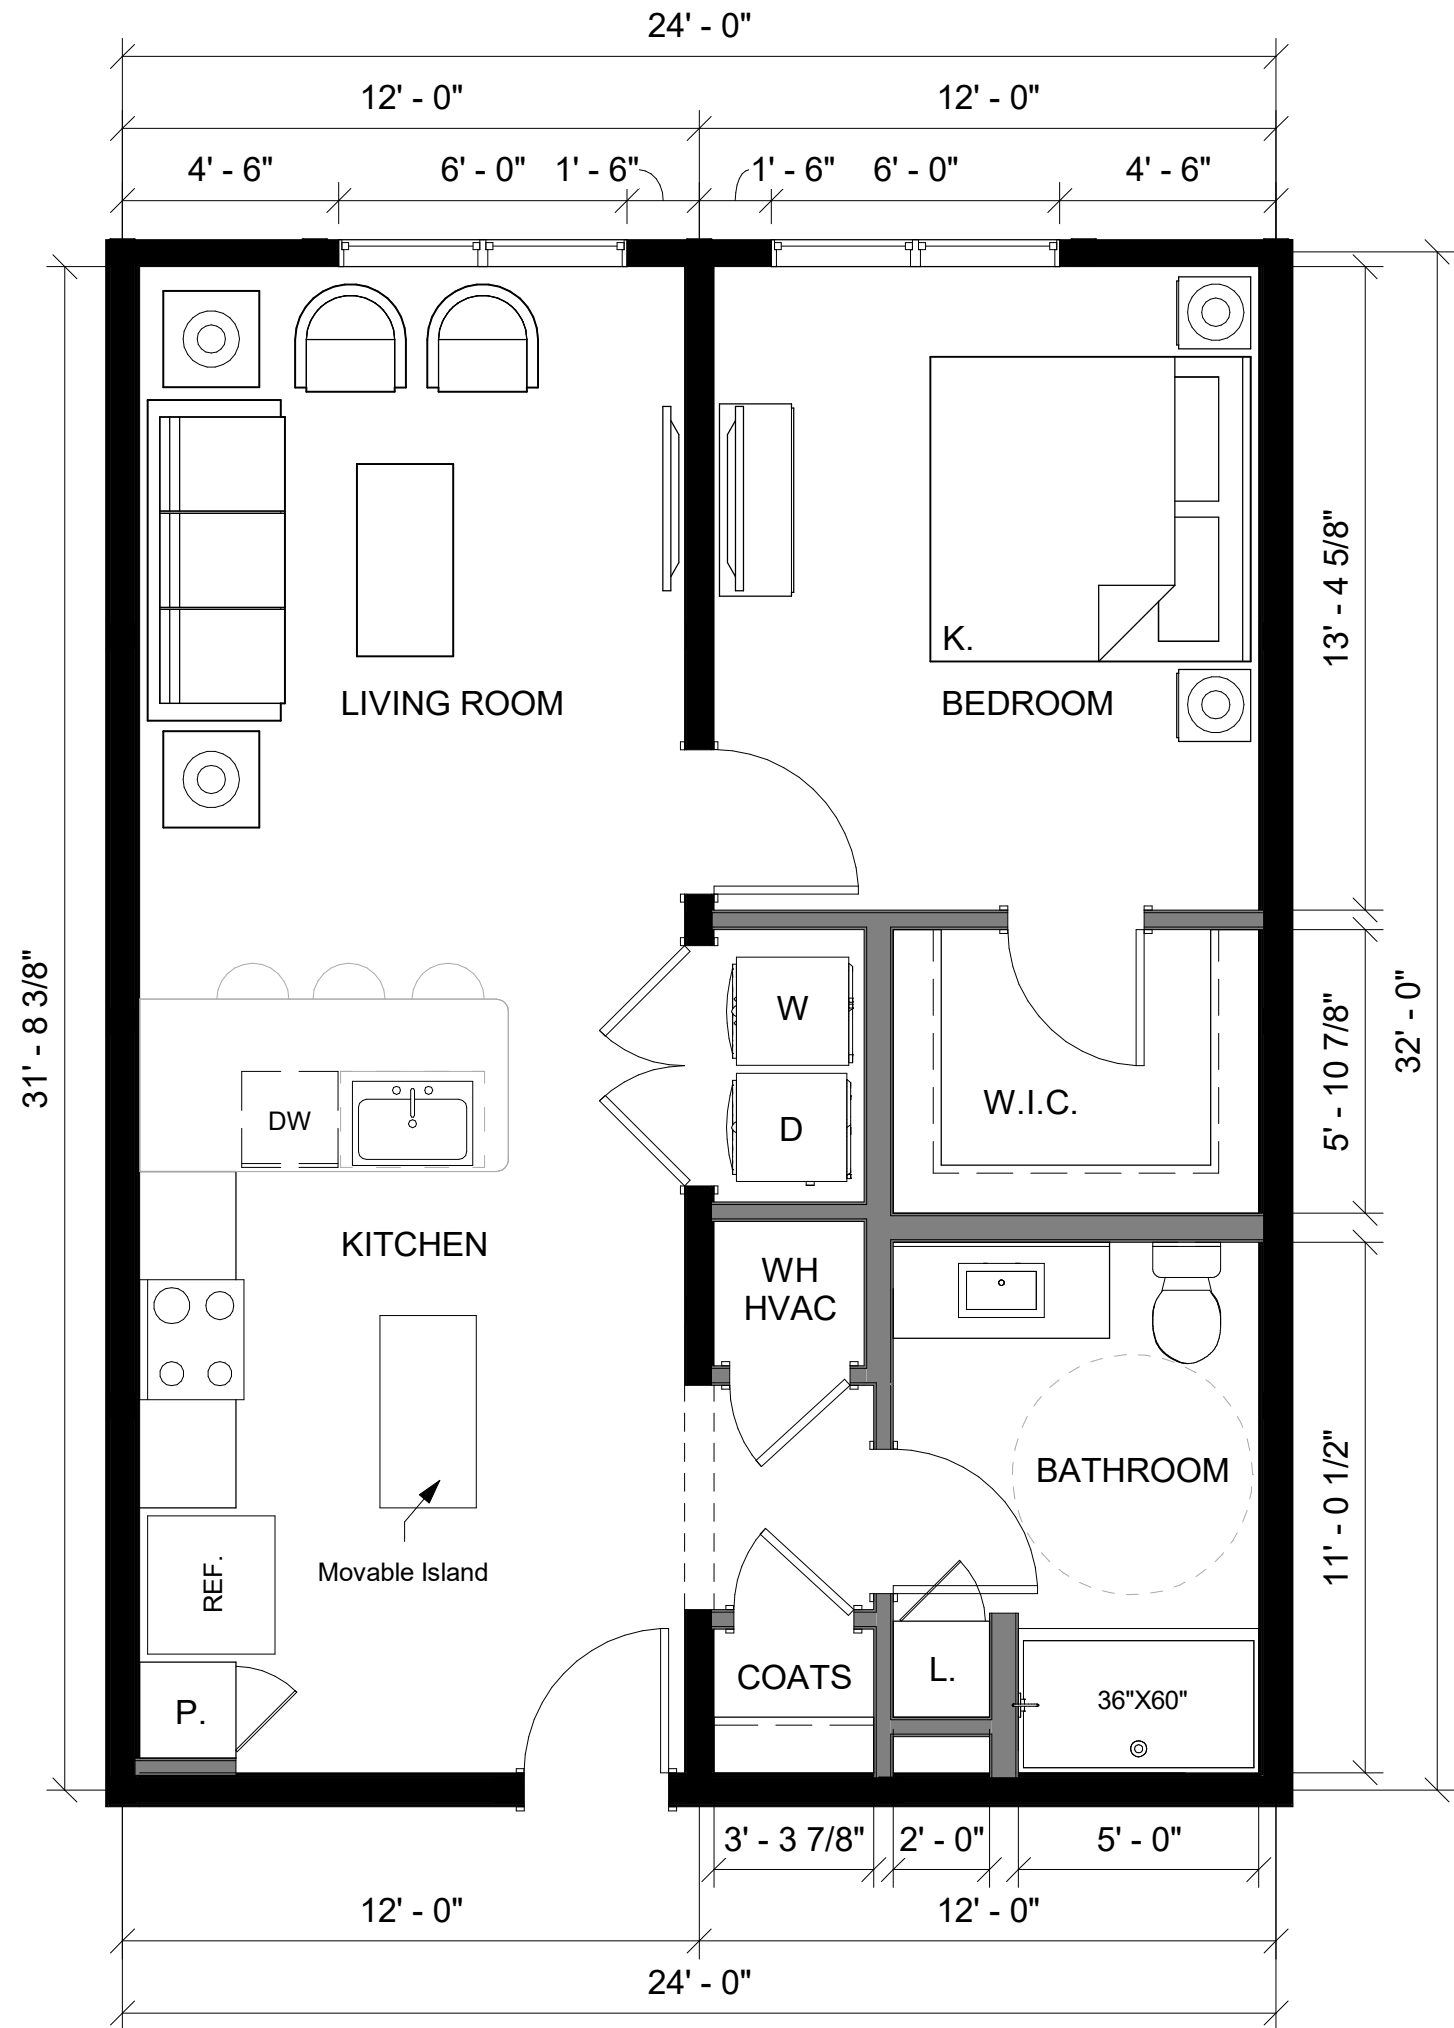 24' - 0"
12' - 0"
12' - 0"
4' - 6"
6' - 0"
1' - 6"
1' - 6"
6' - 0"
4' - 6"
13' - 4 5/8"
K.
LIVING ROOM
BEDROOM
31' - 8 3/8"
W
32' - 0"
5' - 10 7/8"
W.I.C.
DW
D
KITCHEN
WH
HVAC
BATHROOM
11' - 0 1/2"
REF.
Movable Island
COATS
L.
36"X60"
P.
3' - 3 7/8"
2' - 0"
5' - 0"
12' - 0"
12' - 0"
24' - 0"